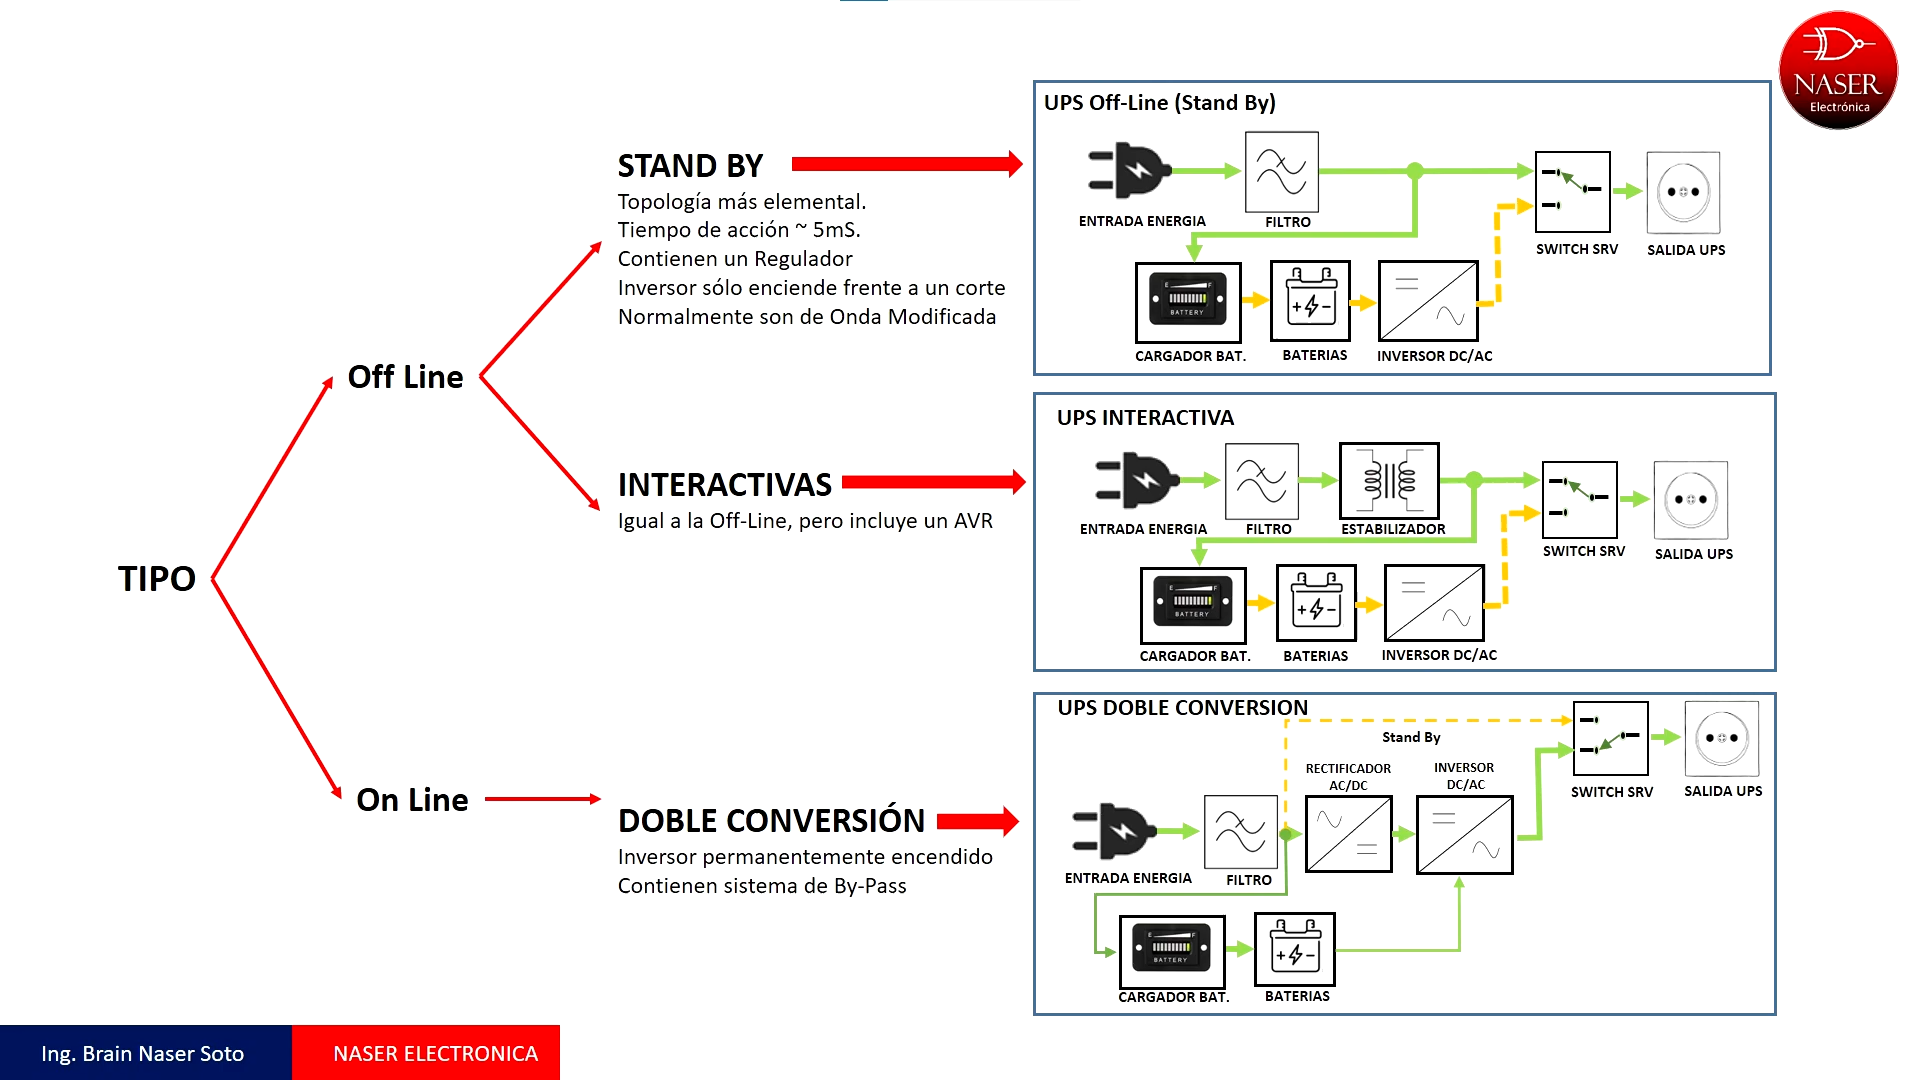 NASER
Electrónica
TIPO
Off Line
On Line
STAND BY
Topología más elemental.
Tiempo de acción ~ 5mS.
Contienen un Regulador
Inversor sólo enciende frente a un corte
Normalmente son de Onda Modificada
INTERACTIVAS
Igual a la Off-Line, pero incluye un AVR
DOBLE CONVERSIÓN
Inversor permanentemente encendido
Contienen sistema de By-Pass
UPS Off-Line (Stand By)
ENTRADA ENERGIA
FILTRO
SWITCH SRV
SALIDA UPS
E F
BATTERY
CARGADOR BAT.
BATERIAS
INVERSOR DC/AC
UPS INTERACTIVA
ENTRADA ENERGIA
FILTRO
ESTABILIZADOR
SWITCH SRV
SALIDA UPS
E F
BATTERY
CARGADOR BAT.
BATERIAS
INVERSOR DC/AC
UPS DOBLE CONVERSION
Stand By
RECTIFICADOR
AC/DC
INVERSOR
DC/AC
SWITCH SRV
SALIDA UPS
ENTRADA ENERGIA
FILTRO
E F
BATTERY
CARGADOR BAT.
BATERIAS
Ing. Brain Naser Soto
NASER ELECTRONICA